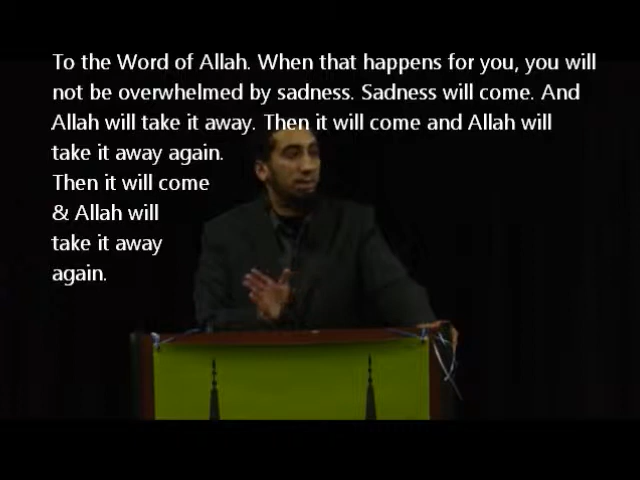 To the Word of Allah. When that happens for you, you will
not be overwhelmed by sadness. Sadness will come. And
Allah will take it away. Then it will come and Allah will
take it away again.
Then it will come
& Allah will
take it away
again.